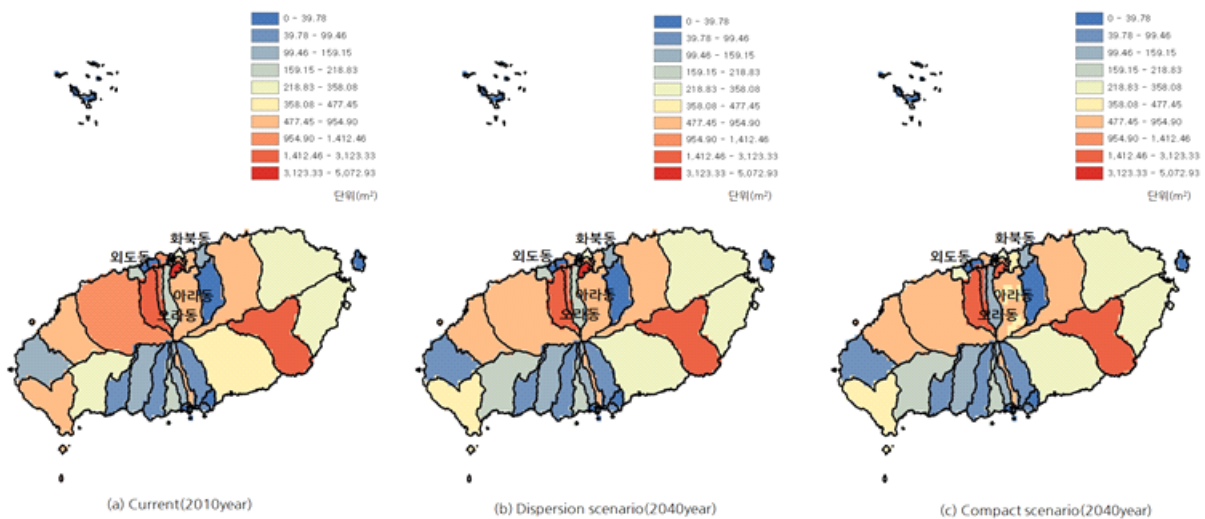 0 - 39.78
39.78 - 99.46
99.46 - 159.15
159.15 - 218.83
218.83 - 358.08
358.08 - 477.45
477.45 - 954.90
954.90 - 1,412.46
1,412.46 - 3,123.33
3,123.33 - 5,072.93
단위(m²)
화북동
외도동
아라동
오라동
(a) Current(2010year)
0 - 39.78
39.78 - 99.46
99.46 - 159.15
159.15 - 218.83
218.83 - 358.08
358.08 - 477.45
477.45 - 954.90
954.90 - 1,412.46
1,412.46 - 3,123.33
3,123.33 - 5,072.93
단위(m²)
화북동
외도동
아라동
오라동
(b) Dispersion scenario(2040year)
0 - 39.78
39.78 - 99.46
99.46 - 159.15
159.15 - 218.83
218.83 - 358.08
358.08 - 477.45
477.45 - 954.90
954.90 - 1,412.46
1,412.46 - 3,123.33
3,123.33 - 5,072.93
단위(m²)
화북동
외도동
아라동
오라동
(c) Compact scenario(2040year)